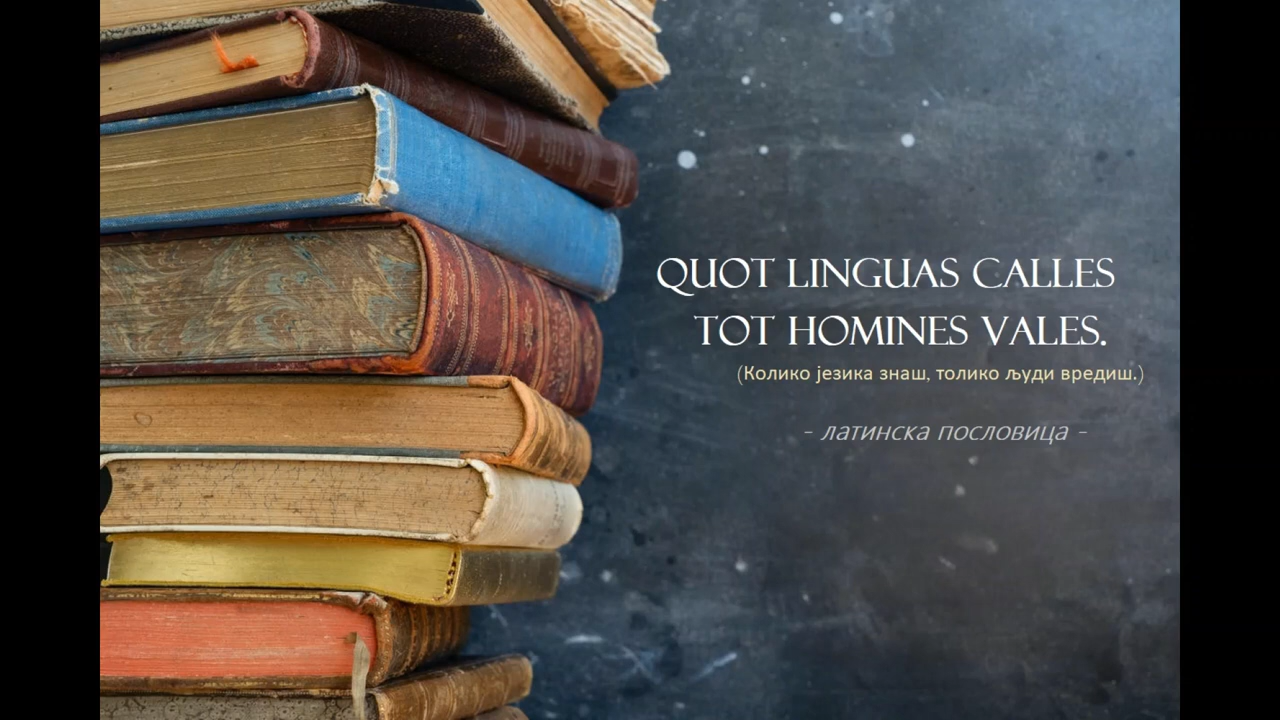 QUOT LINGUAS CALLES
TOT HOMINES VALES.
(Колико језика знаш, толико људи вредиш.)
- латинска пословица -